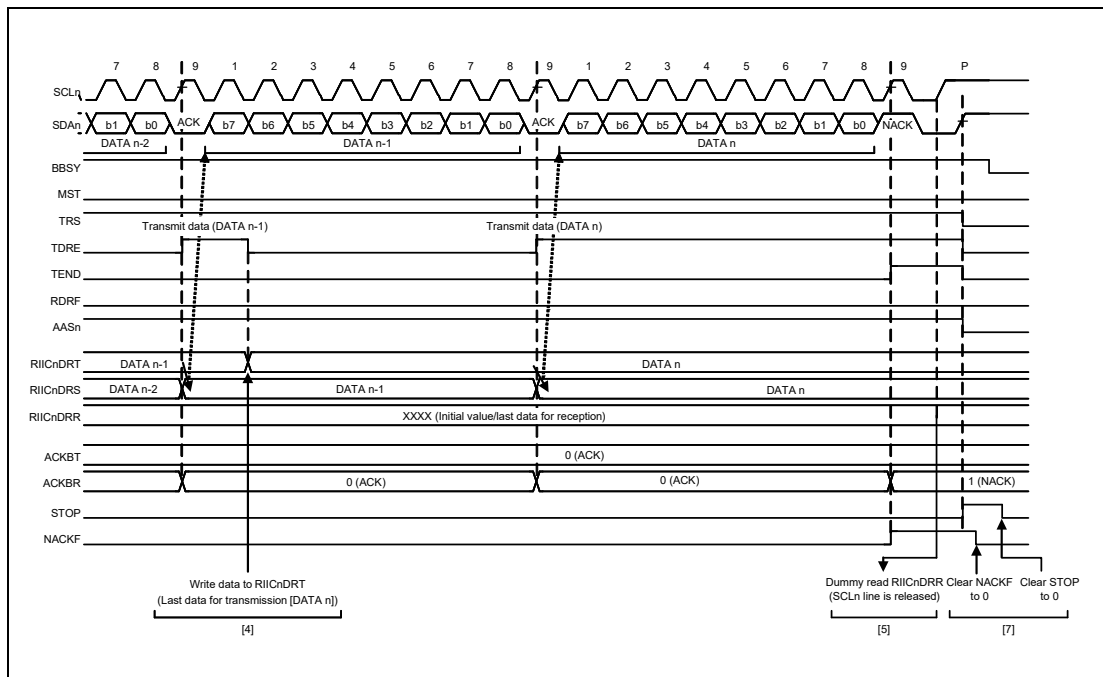 7 8 9 1 2 3 4 5 6 7 8 9 1 2 3 4 5 6 7 8 9 P
SCLn
SDAn b1 b0 ACK b7 b6 b5 b4 b3 b2 b1 b0 ACK b7 b6 b5 b4 b3 b2 b1 b0 NACK
DATA n-2 DATA n-1 DATA n
BBSY
MST
TRS
Transmit data (DATA n-1) Transmit data (DATA n)
TDRE
TEND
RDRF
AASn
RIICnDRT DATA n-1 DATA n
RIICnDRS DATA n-2 DATA n-1 DATA n
RIICnDRR XXXX (Initial value/last data for reception)
ACKBT 0 (ACK)
ACKBR 0 (ACK) 0 (ACK) 1 (NACK)
STOP
NACKF
Write data to RIICnDRT
(Last data for transmission [DATA n])
[4]
Dummy read RIICnDRR
(SCLn line is released)
[5]
Clear NACKF
to 0
Clear STOP
to 0
[7]